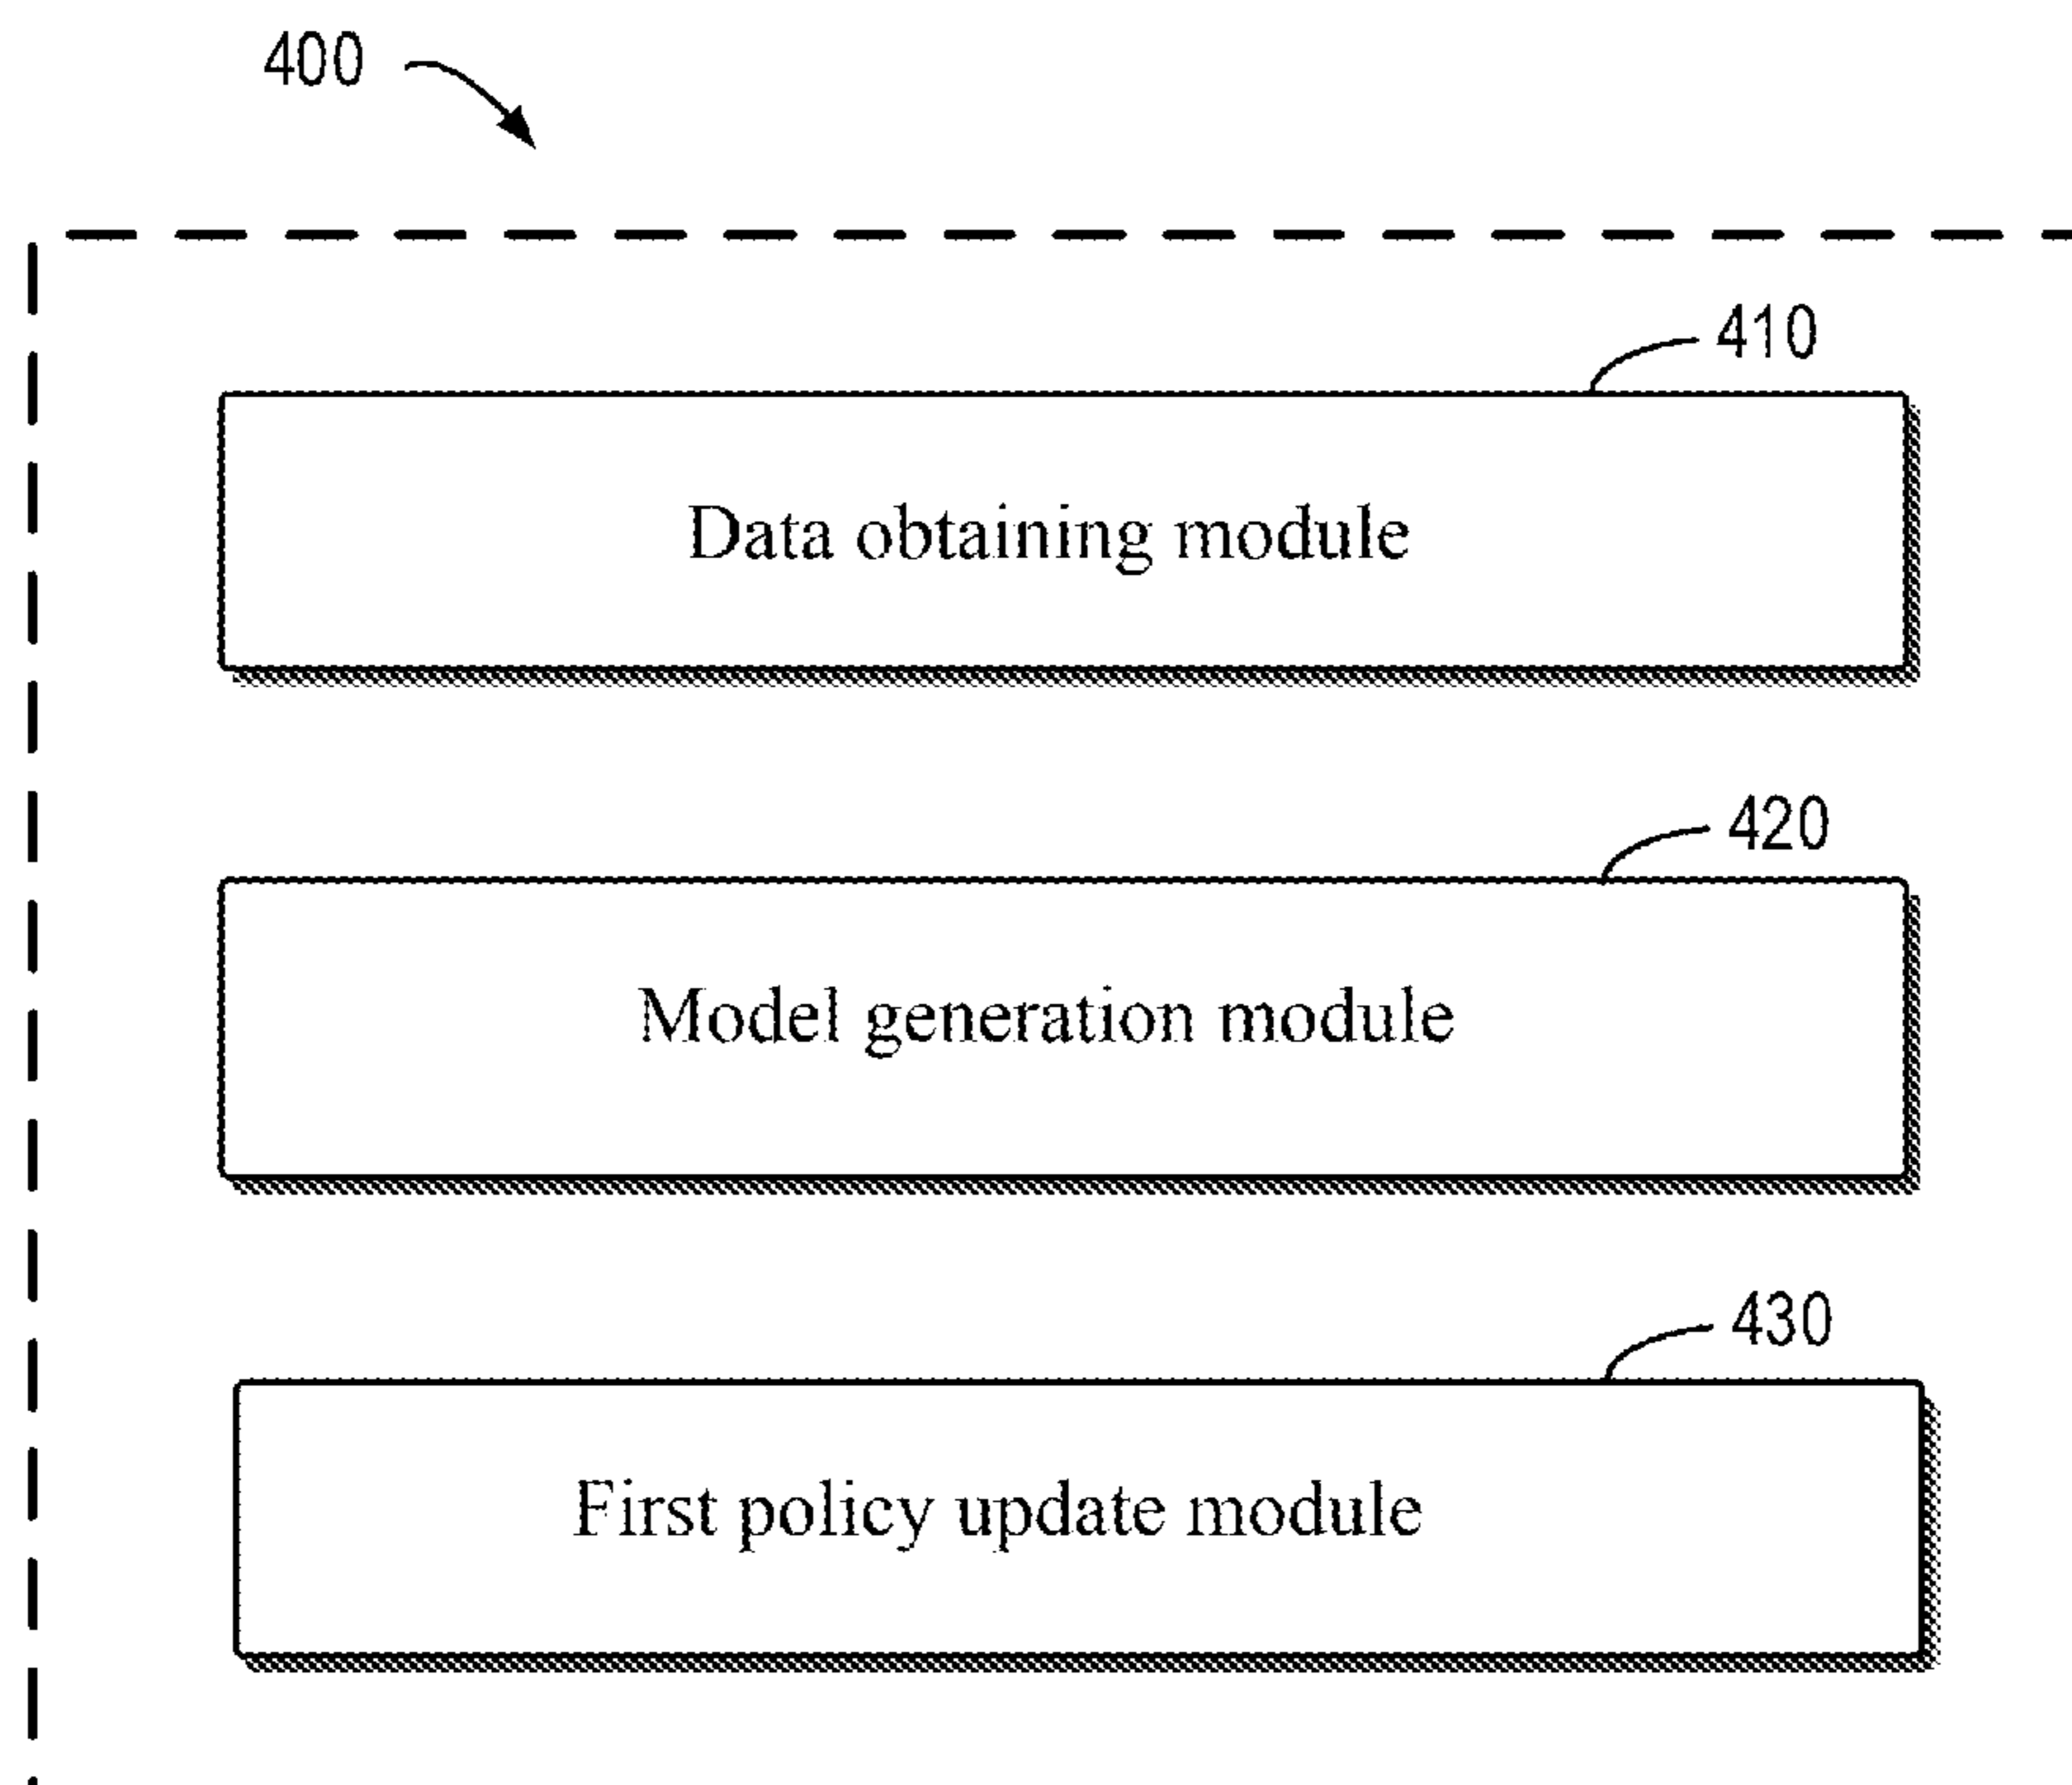 400
410
Data obtaining module
420
Model generation module
430
First policy update module